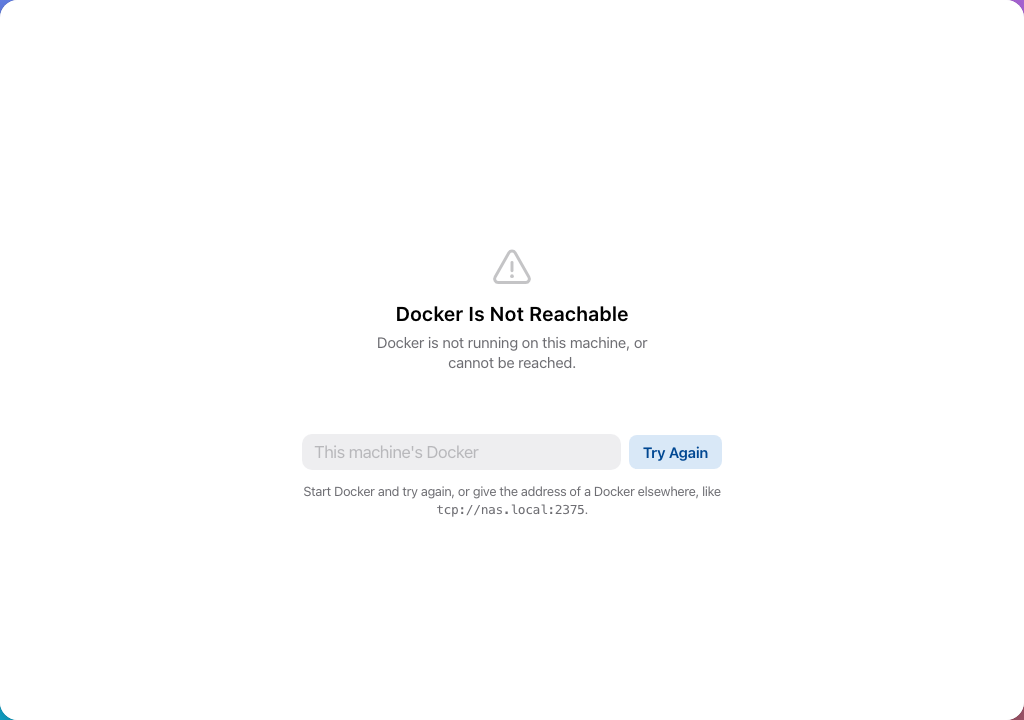 Docker Is Not Reachable
Docker is not running on this machine, or
cannot be reached.
This machine's Docker
Try Again
Start Docker and try again, or give the address of a Docker elsewhere, like
tcp://nas.local:2375.